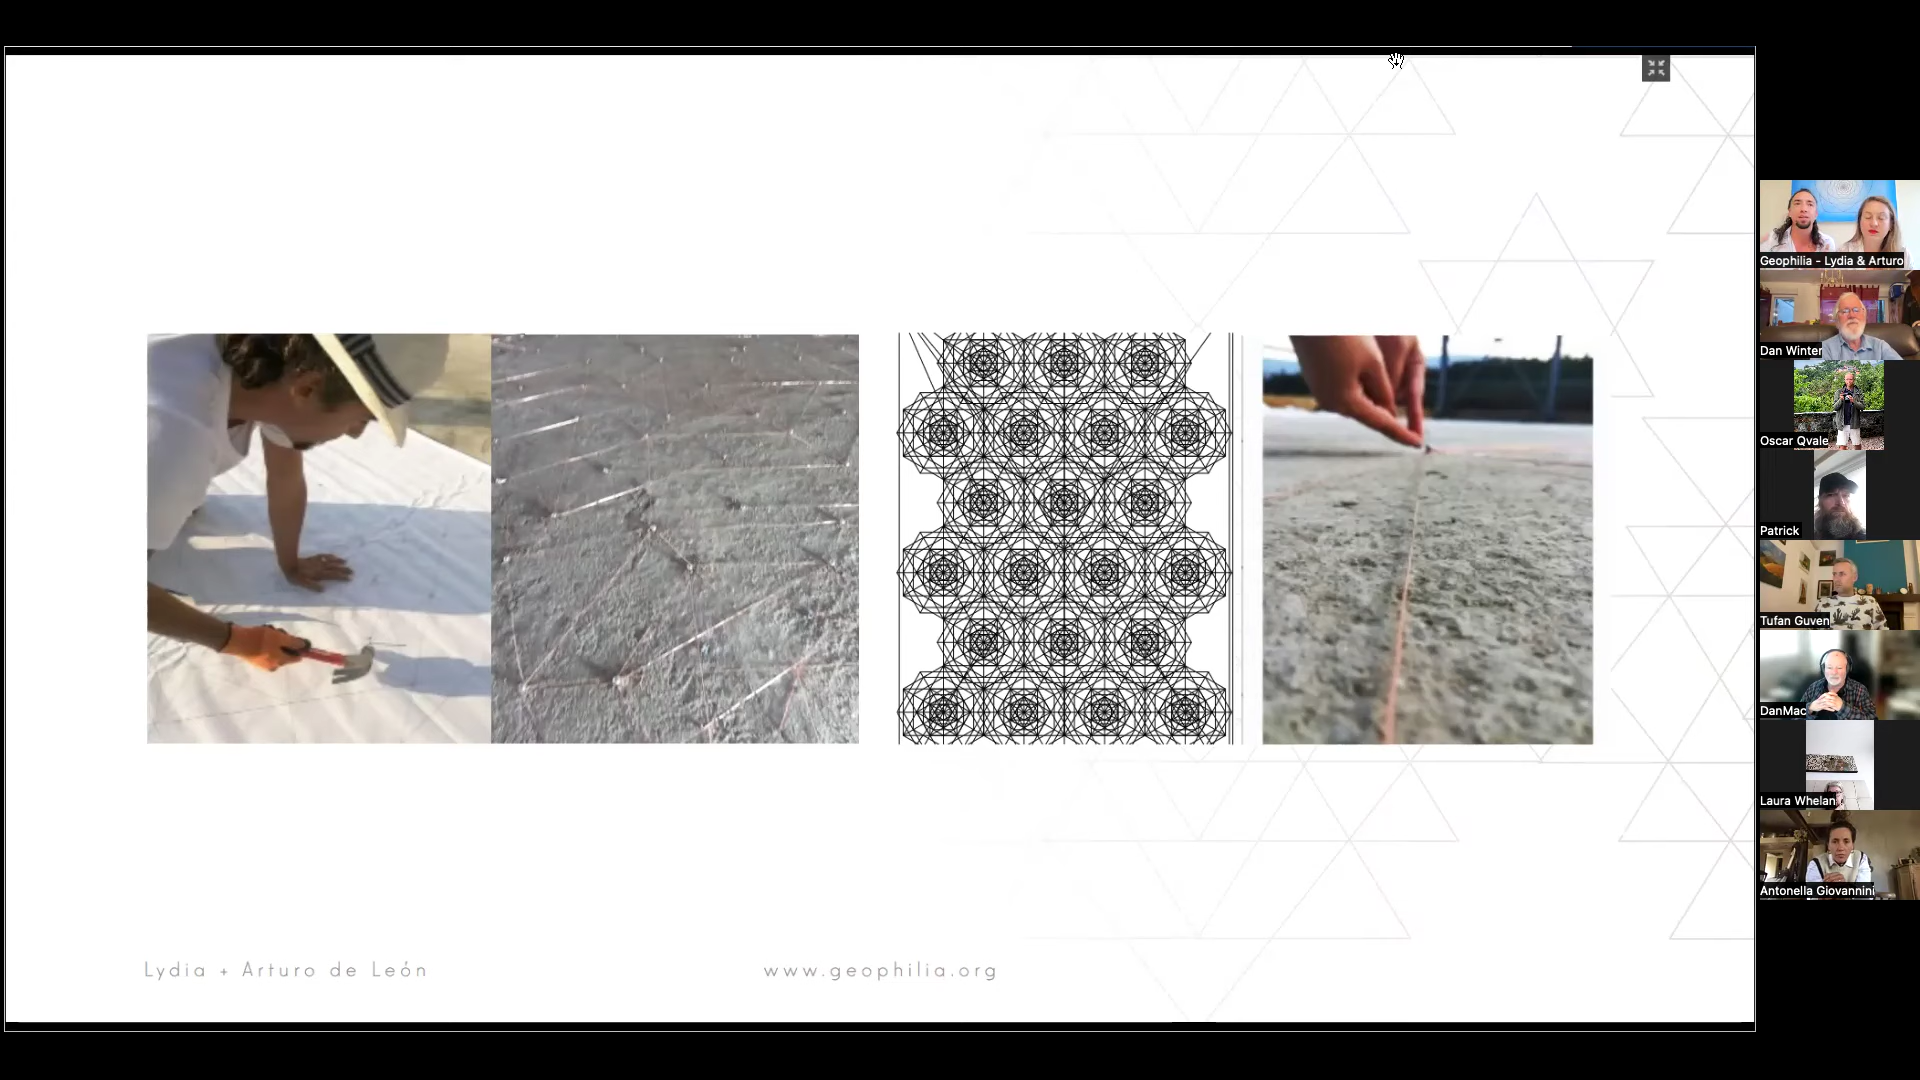 Lydia + Arturo de León
www.geophilia.org
Geophilia - Lydia & Arturo
Dan Winter
Oscar Qvale
Patrick
Tufan Guven
DanMac
Laura Whelan
Antonella Giovannini